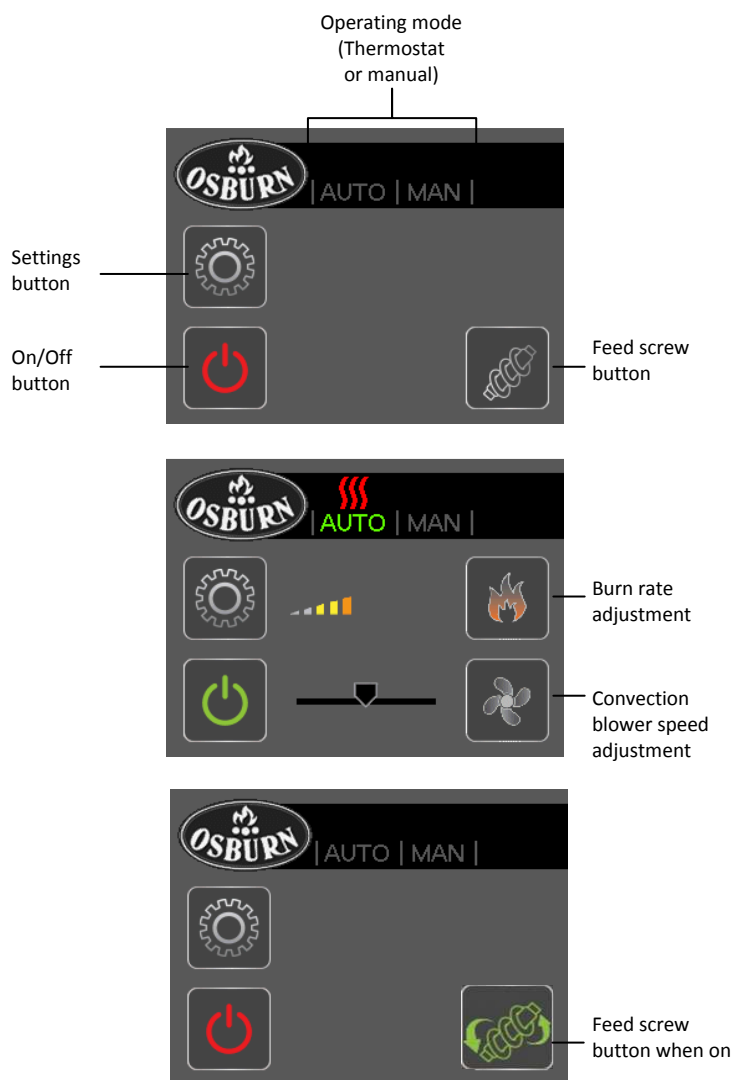 Operating mode
(Thermostat
or manual)
OSBURN
| AUTO | MAN |
Settings
button
On/Off
button
Feed screw
button
OSBURN
| AUTO | MAN |
Burn rate
adjustment
Convection
blower speed
adjustment
OSBURN
| AUTO | MAN |
Feed screw
button when on